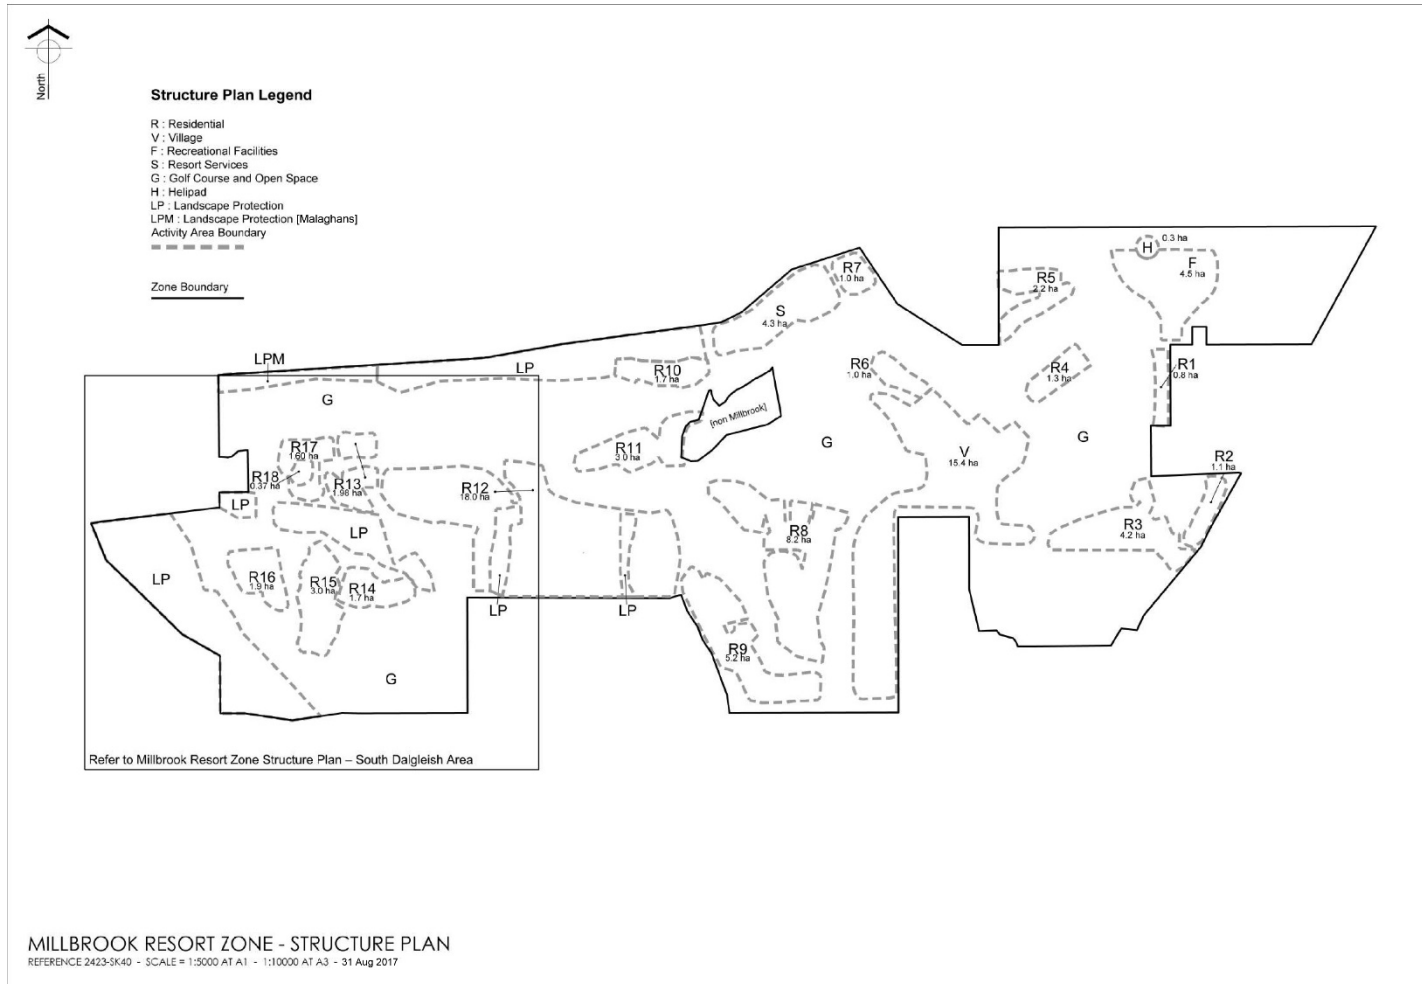 North
Structure Plan Legend
R : Residential
V : Village
F : Recreational Facilities
S : Resort Services
G : Golf Course and Open Space
H : Helipad
LP : Landscape Protection
LPM : Landscape Protection [Malaghans]
Activity Area Boundary
Zone Boundary
H
0.3 ha
F
4.5 ha
R7
1.0 ha
R5
2.2 ha
S
4.3 ha
LPM
LP
R10
1.7 ha
R6
1.0 ha
R4
1.3 ha
R1
0.8 ha
G
[non Millbrook]
G
G
R17
1.60 ha
R11
3.0 ha
V
15.4 ha
R2
1.1 ha
R18
0.37 ha
R13
1.98 ha
R12
18.0 ha
LP
LP
R8
8.2 ha
R3
4.2 ha
LP
R16
1.9 ha
R15
3.0 ha
R14
1.7 ha
LP
LP
R9
5.2 ha
G
Refer to Millbrook Resort Zone Structure Plan – South Dalgleish Area
MILLBROOK RESORT ZONE - STRUCTURE PLAN
REFERENCE 2423-SK40 - SCALE = 1:5000 AT A1 - 1:10000 AT A3 - 31 Aug 2017